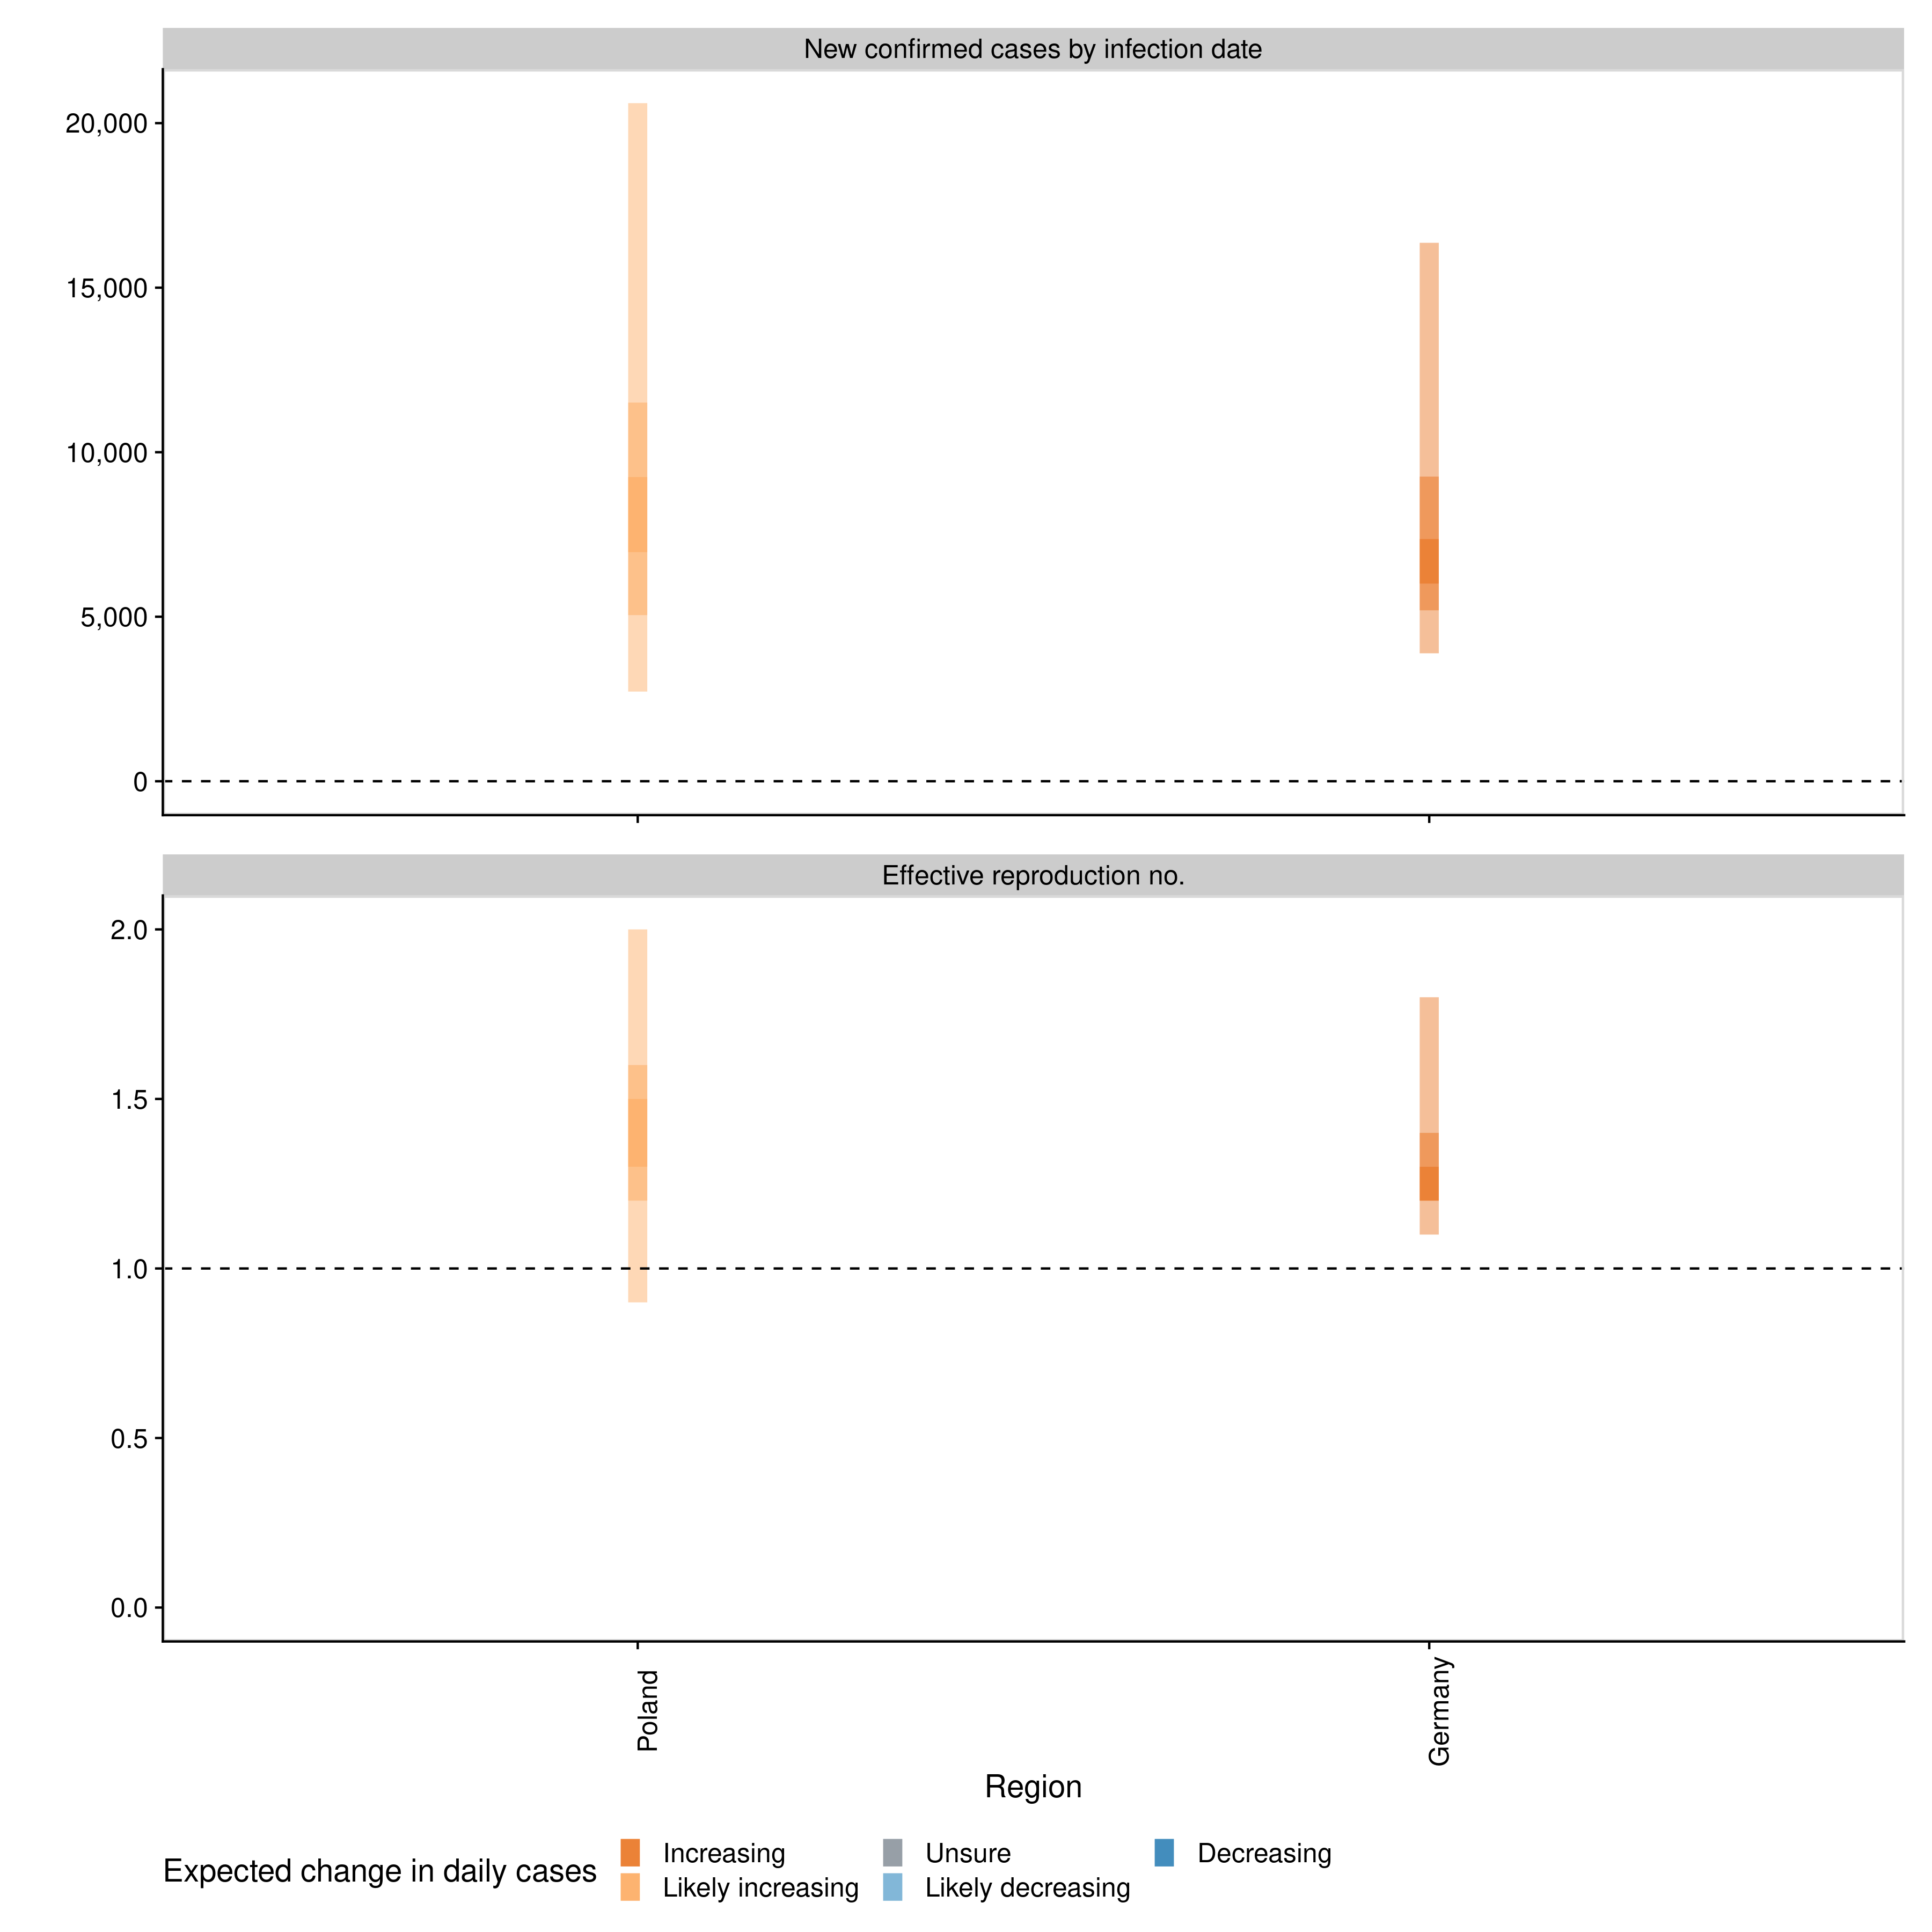 New confirmed cases by infection date
20,000
15,000
10,000
5,000
0
Effective reproduction no.
2.0
1.5
1.0
0.5
0.0
Poland
Germany
Region
Expected change in daily cases
Increasing
Unsure
Decreasing
Likely increasing
Likely decreasing